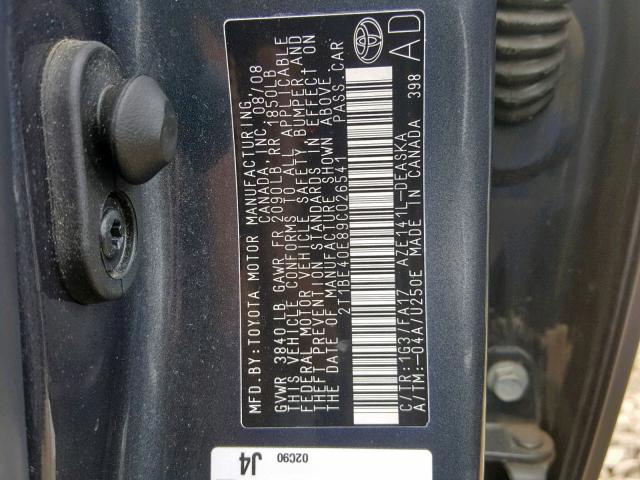 MFD.BY:TOYOTA MOTOR MANUFACTURING
CANADA, INC. 08/08
GVWR 3840 LB GAWR FR 2090LB RR 1850LB
THIS VEHICLE CONFORMS TO ALL APPLICABLE
FEDERAL MOTOR VEHICLE SAFETY, BUMPER, AND
THEFT PREVENTION STANDARDS IN EFFECT ON
THE DATE OF MANUFACTURE SHOWN ABOVE.
2T1BE40E89C026541 PASS.CAR
C/TR: 1G3/FA17 AZE141L-DEASKA
A/TM:-04A/U250E MADE IN CANADA 398
AD
J4
02C90